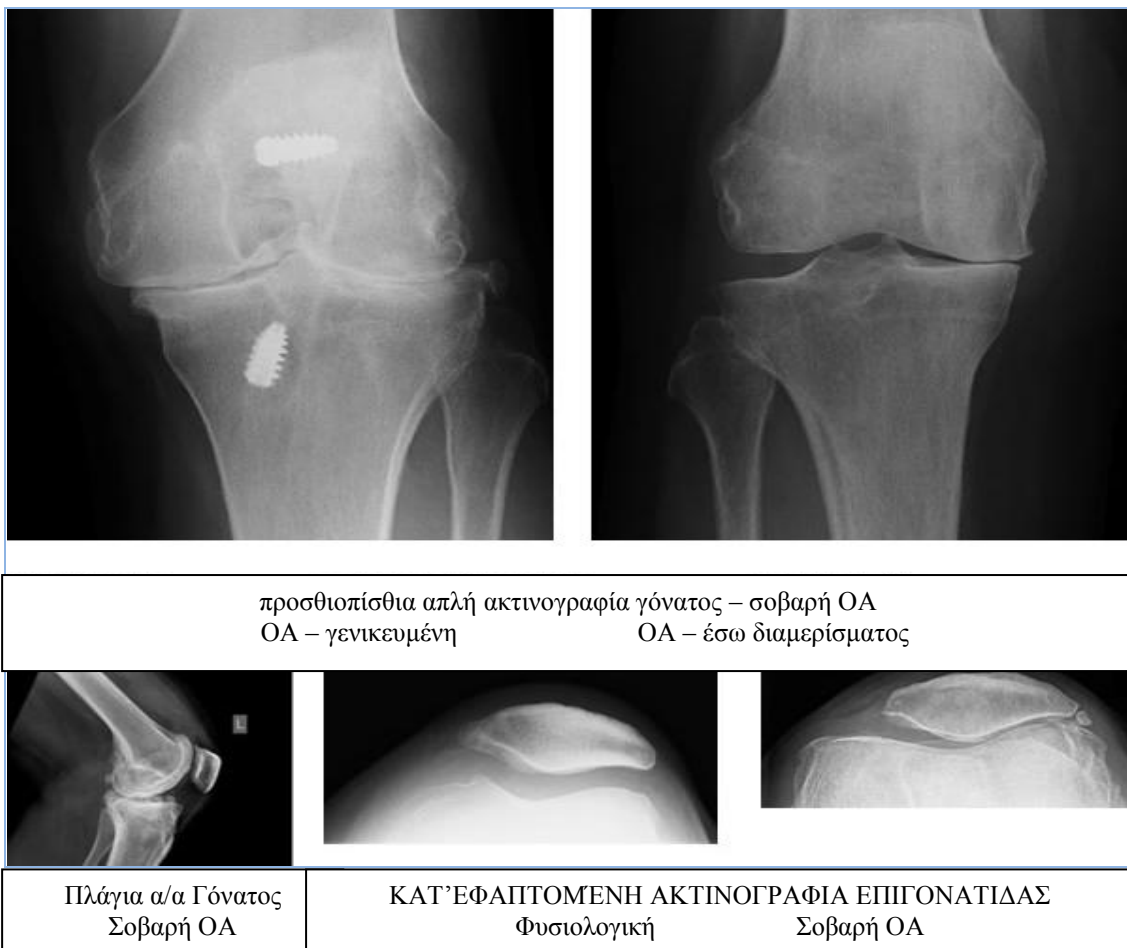 L
προσθιοπίσθια απλή ακτινογραφία γόνατος – σοβαρή ΟΑ
ΟΑ – γενικευμένη ΟΑ – έσω διαμερίσματος
Πλάγια α/α Γόνατος
Σοβαρή ΟΑ
ΚΑΤ’ΕΦΑΠΤΟΜΈΝΗ ΑΚΤΙΝΟΓΡΑΦΙΑ ΕΠΙΓΟΝΑΤΙΔΑΣ
Φυσιολογική Σοβαρή ΟΑ